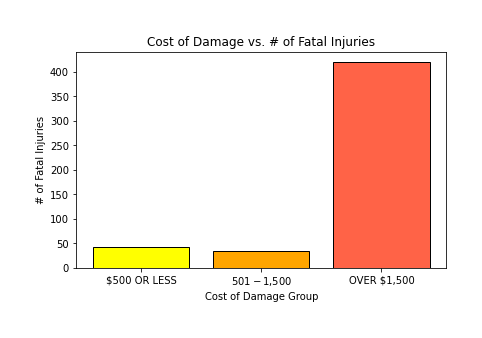 Cost of Damage vs. # of Fatal Injuries
# of Fatal Injuries
400
350
300
250
200
150
100
50
0
$500 OR LESS
501 − 1,500
OVER $1,500
Cost of Damage Group